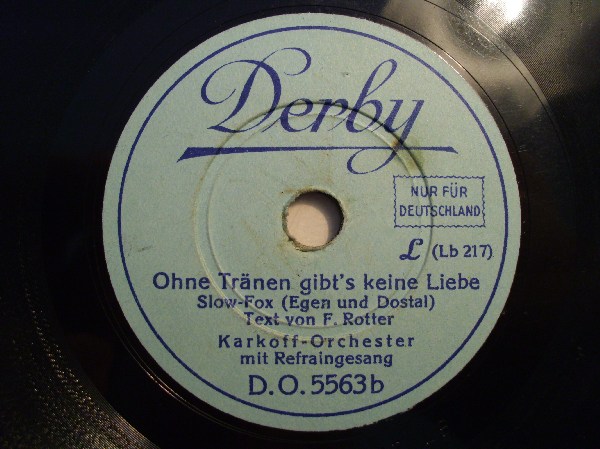 Derby
NUR FÜR
DEUTSCHLAND
L (Lb 217)
Ohne Tränen gibt's keine Liebe
Slow-Fox (Egen und Dostal)
Text von F. Rotter
Karkoff-Orchester
mit Refraingesang
D.O. 5563b